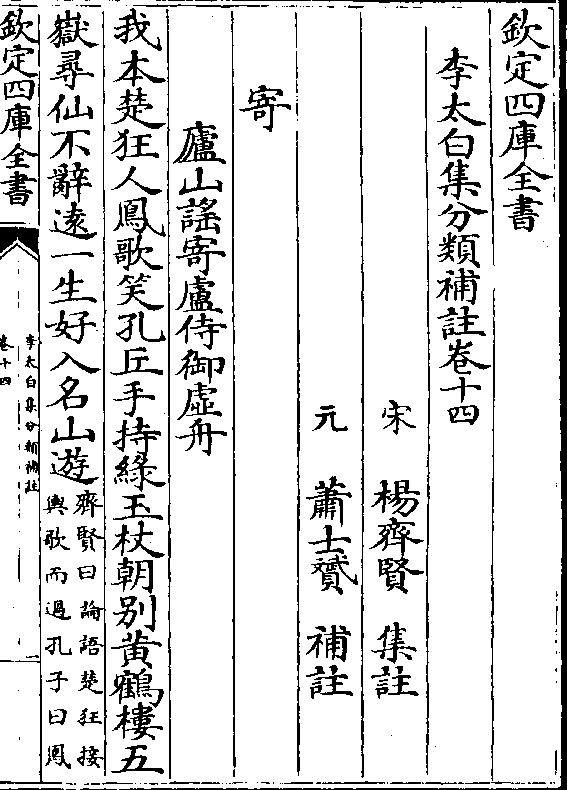 欽定四庫全書
李太白集分類補註卷十四
宋 楊齊賢 集註
元 蕭士贇 補註
寄
廬山謡寄盧侍御虛舟
我本楚狂人鳳歌笑孔丘手持緑玉杖朝别黄鶴樓五
嶽尋仙不辭逺一生好入名山遊
齊賢曰論語楚狂接
輿歌而過孔子曰鳳
欽定四庫全書
李太白集分類補註
卷十四
一